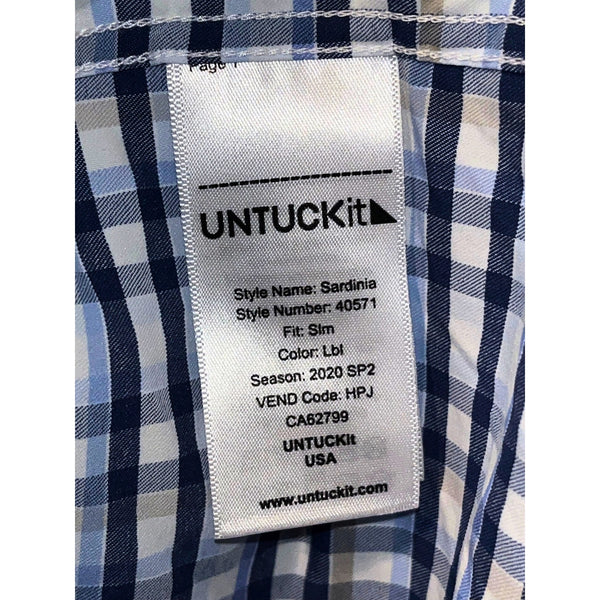 Page
UNTUCKit
Style Name: Sardinia
Style Number: 40571
Fit: Slm
Color: Lbl
Season: 2020 SP2
VEND Code: HPJ
CA62799
UNTUCKit
USA
www.untuckit.com